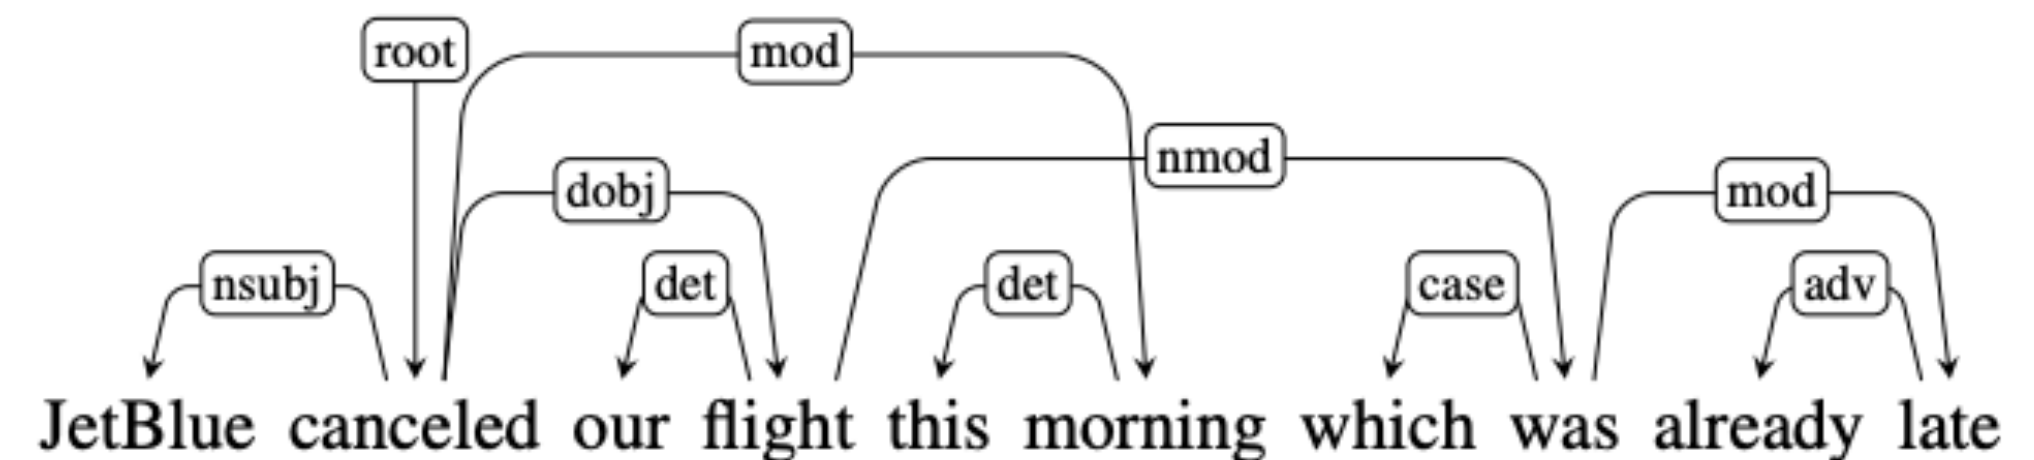 root mod
nmod
dobj mod
nsubj det det case adv
JetBlue canceled our flight this morning which was already late